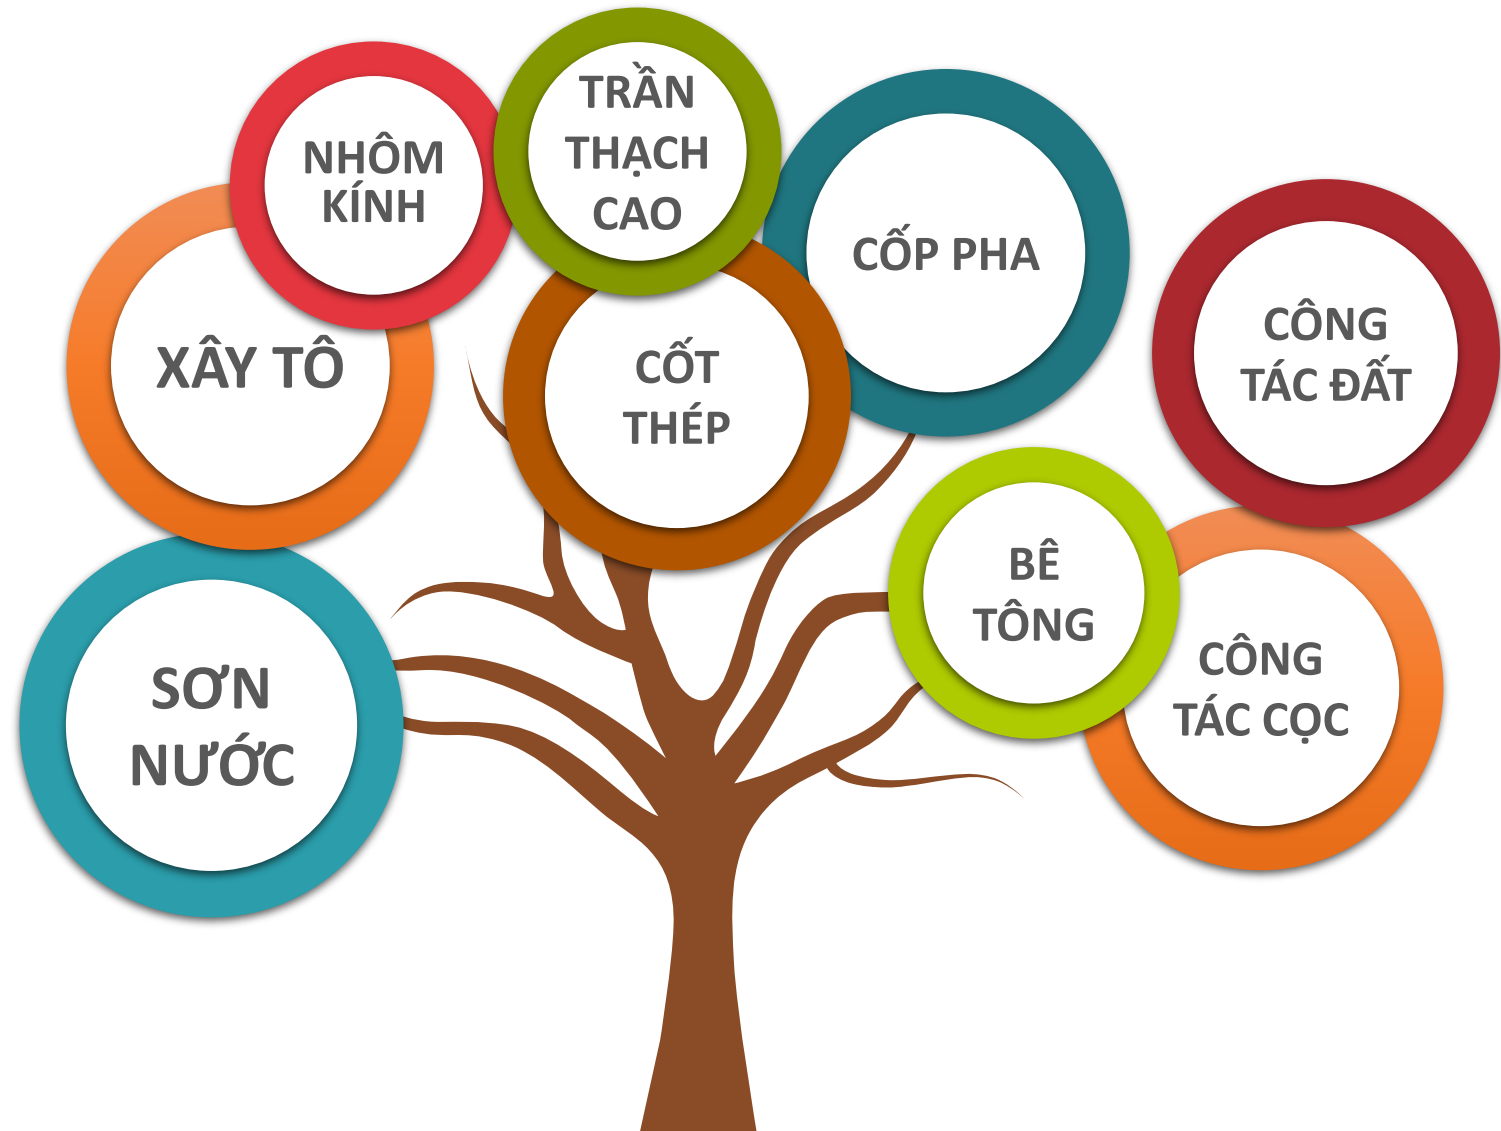 NHÔM
KÍNH
TRẦN
THẠCH
CAO
CỐP PHA
CÔNG
TÁC ĐẤT
XÂY TÔ
CỐT
THÉP
BÊ
TÔNG
CÔNG
TÁC CỌC
SƠN
NƯỚC